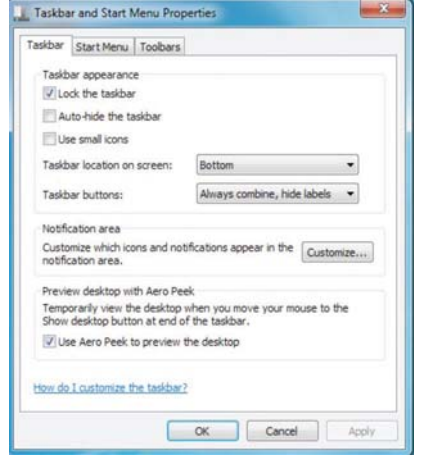 Taskbar and Start Menu Properties
Taskbar Start Menu Toolbars
Taskbar appearance
Lock the taskbar
Auto-hide the taskbar
Use small icons
Taskbar location on screen: Bottom
Taskbar buttons: Always combine, hide labels
Notification area
Customize which icons and notifications appear in the
notification area.
Customize...
Preview desktop with Aero Peek
Temporarily view the desktop when you move your mouse to the
Show desktop button at end of the taskbar.
Use Aero Peek to preview the desktop
How do I customize the taskbar?
OK Cancel Apply